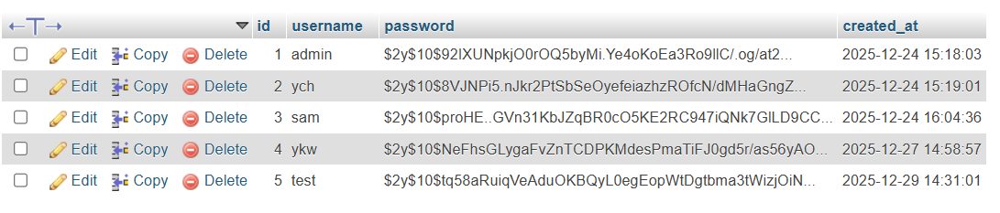 id username password created_at
Edit Copy Delete 1 admin $2y$10$92IXUNpkjO0rOQ5byMi.Ye4oKoEa3Ro9llC/.og/at2... 2025-12-24 15:18:03
Edit Copy Delete 2 ych $2y$10$8VJNPi5.nJkr2PtSbSeOyefeiazhzROfcN/dMHaGngZ... 2025-12-24 15:19:01
Edit Copy Delete 3 sam $2y$10$proHE..GVn31KbJZqBR0cO5KE2RC947iQNk7GlLD9CC... 2025-12-24 16:04:36
Edit Copy Delete 4 ykw $2y$10$NeFhsGLygaFvZnTCDPKMdesPmaTiFJ0gd5r/as56yAO... 2025-12-27 14:58:57
Edit Copy Delete 5 test $2y$10$tq58aRuiqVeAduOKBQyL0egEopWtDgtbma3tWizjOiN... 2025-12-29 14:31:01